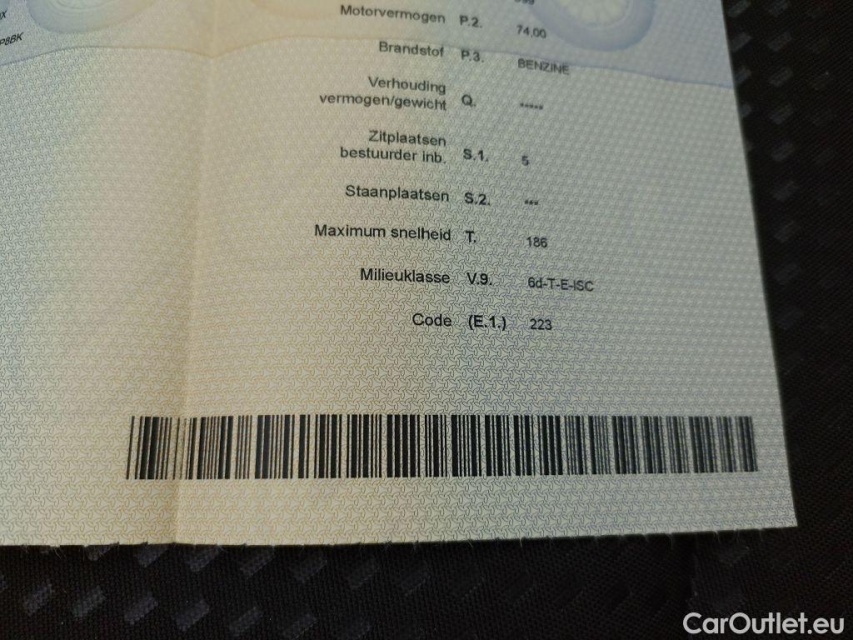 P8BK
Motorvermogen P.2. 74,00
Brandstof P.3. BENZINE
Verhouding
vermogen/gewicht Q. *****
Zitplaatsen
bestuurder inb. S.1. 5
Staanplaatsen S.2. ***
Maximum snelheid T. 186
Milieuklasse V.9. 6d-T-E-ISC
Code (E.1.) 223
CarOutlet.eu